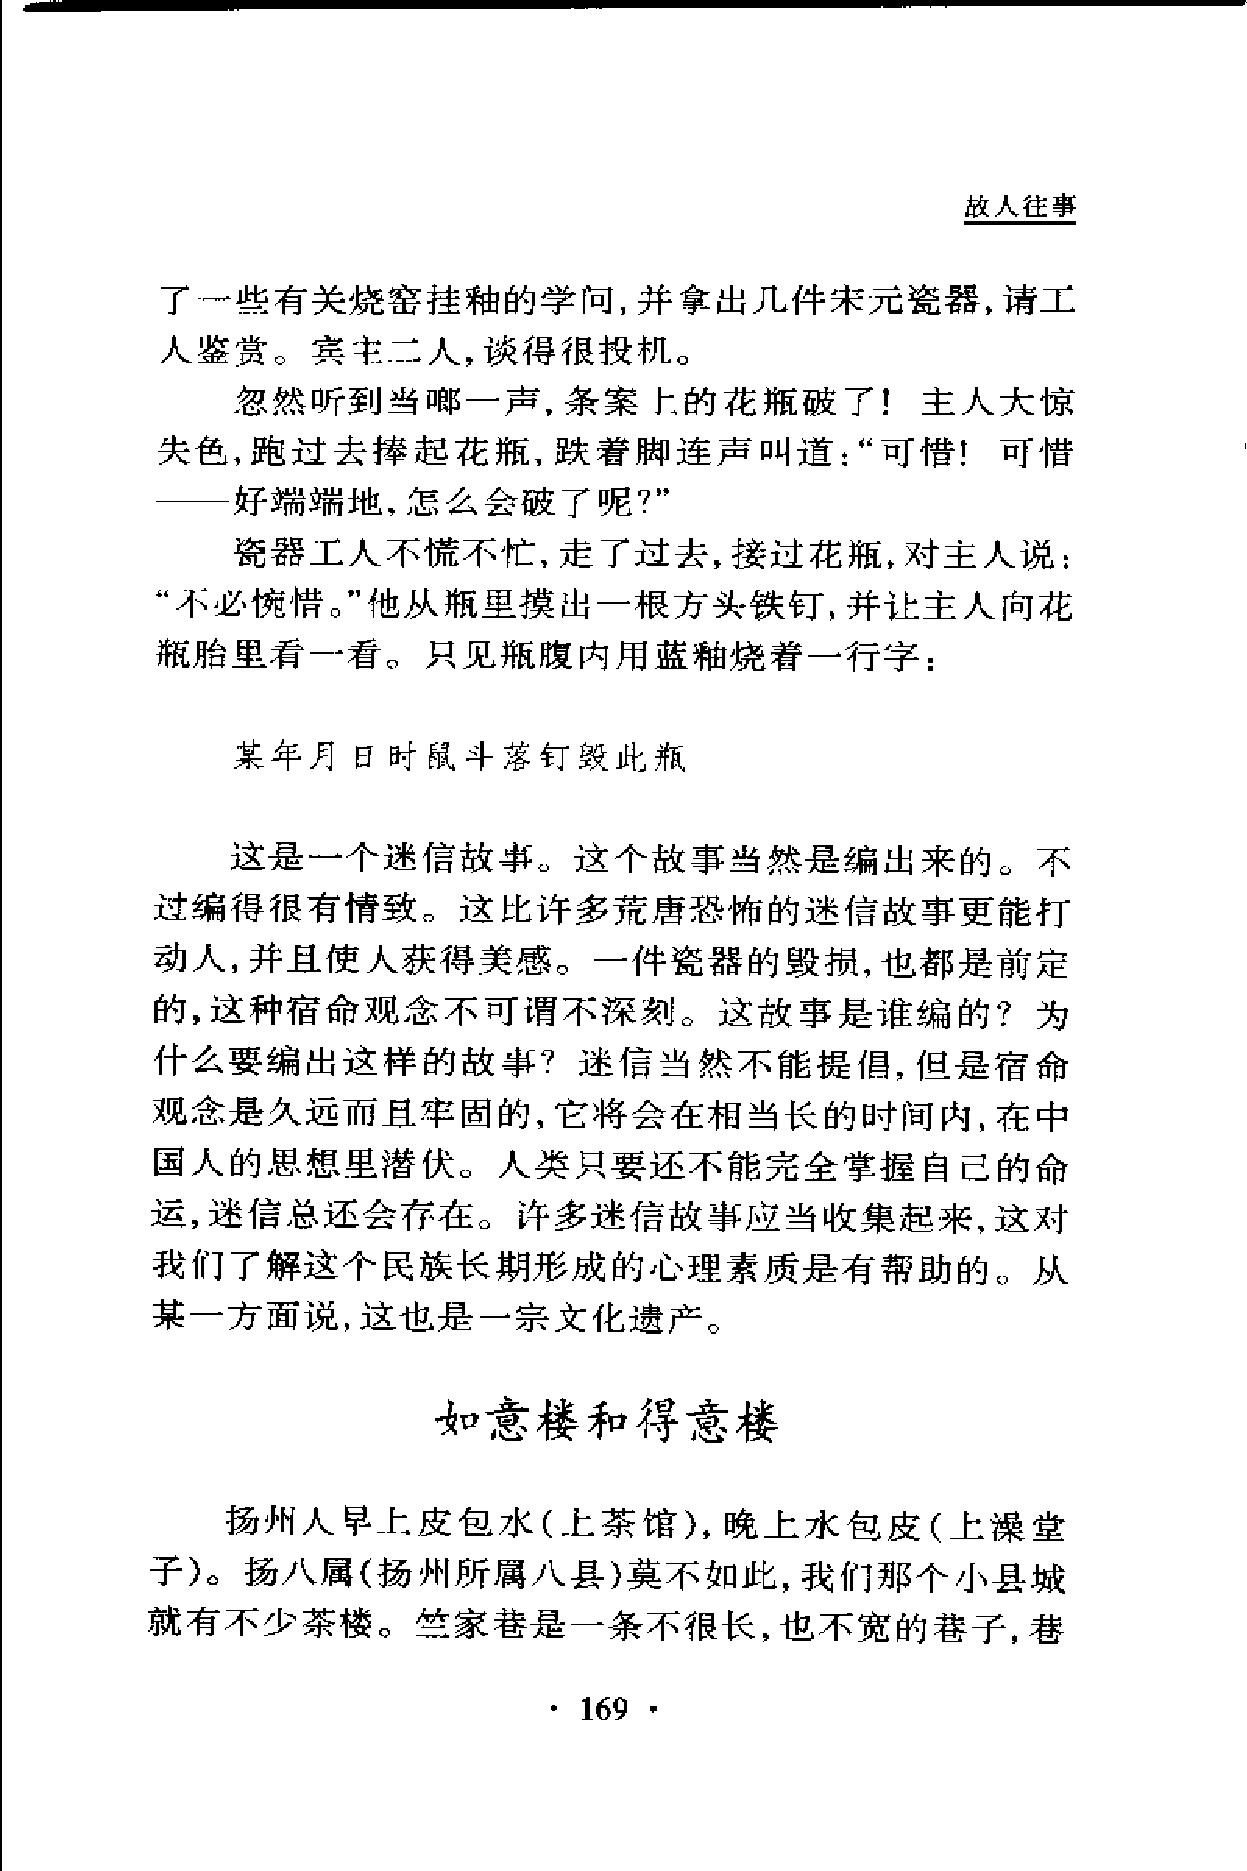 故人往事
了一些有关烧窑挂釉的学问,并拿出几件宋元瓷器,请工
人鉴赏。宾主二人,谈得很投机。
忽然听到当啷一声,条案上的花瓶破了! 主人大惊
失色,跑过去捧起花瓶,跌着脚连声叫道:“可惜! 可惜
——好端端地,怎么会破了呢?”
瓷器工人不慌不忙,走了过去,接过花瓶,对主人说:
“不必惋惜。”他从瓶里摸出一根方头铁钉,并让主人向花
瓶胎里看一看。只见瓶腹内用蓝釉烧着一行字:
某年月日时鼠斗落钉毁此瓶
这是一个迷信故事。这个故事当然是编出来的。不
过编得很有情致。这比许多荒唐恐怖的迷信故事更能打
动人,并且使人获得美感。一件瓷器的毁损,也都是前定
的,这种宿命观念不可谓不深刻。这故事是谁编的? 为
什么要编出这样的故事? 迷信当然不能提倡,但是宿命
观念是久远而且牢固的,它将会在相当长的时间内,在中
国人的思想里潜伏。人类只要还不能完全掌握自己的命
运,迷信总还会存在。许多迷信故事应当收集起来,这对
我们了解这个民族长期形成的心理素质是有帮助的。从
某一方面说,这也是一宗文化遗产。
如意楼和得意楼
扬州人早上皮包水(上茶馆),晚上水包皮(上澡堂
子)。扬八属(扬州所属八县)莫不如此,我们那个小县城
就有不少茶楼。竺家巷是一条不很长,也不宽的巷子,巷
· 169 ·